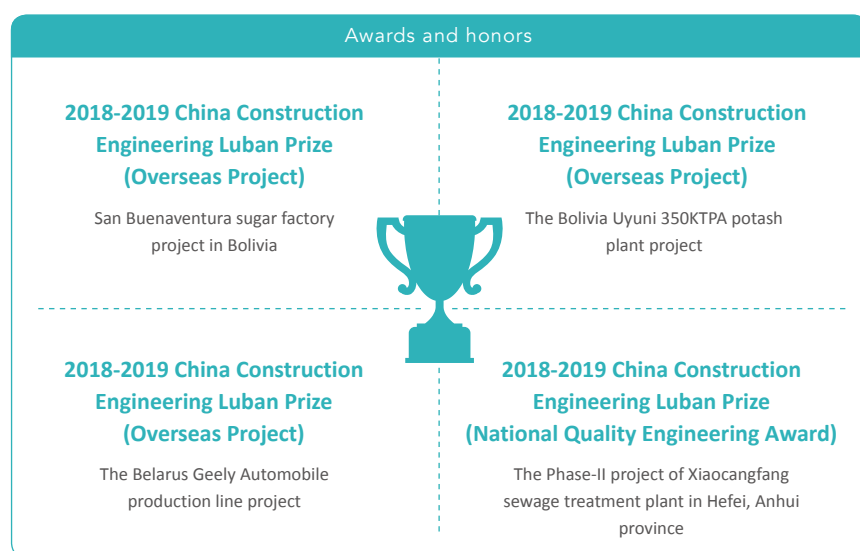 Awards and honors
2018-2019 China Construction
Engineering Luban Prize
(Overseas Project)
San Buenaventura sugar factory
project in Bolivia
2018-2019 China Construction
Engineering Luban Prize
(Overseas Project)
The Bolivia Uyuni 350KTPA potash
plant project
2018-2019 China Construction
Engineering Luban Prize
(Overseas Project)
The Belarus Geely Automobile
production line project
2018-2019 China Construction
Engineering Luban Prize
(National Quality Engineering Award)
The Phase-II project of Xiaocangfang
sewage treatment plant in Hefei, Anhui
province